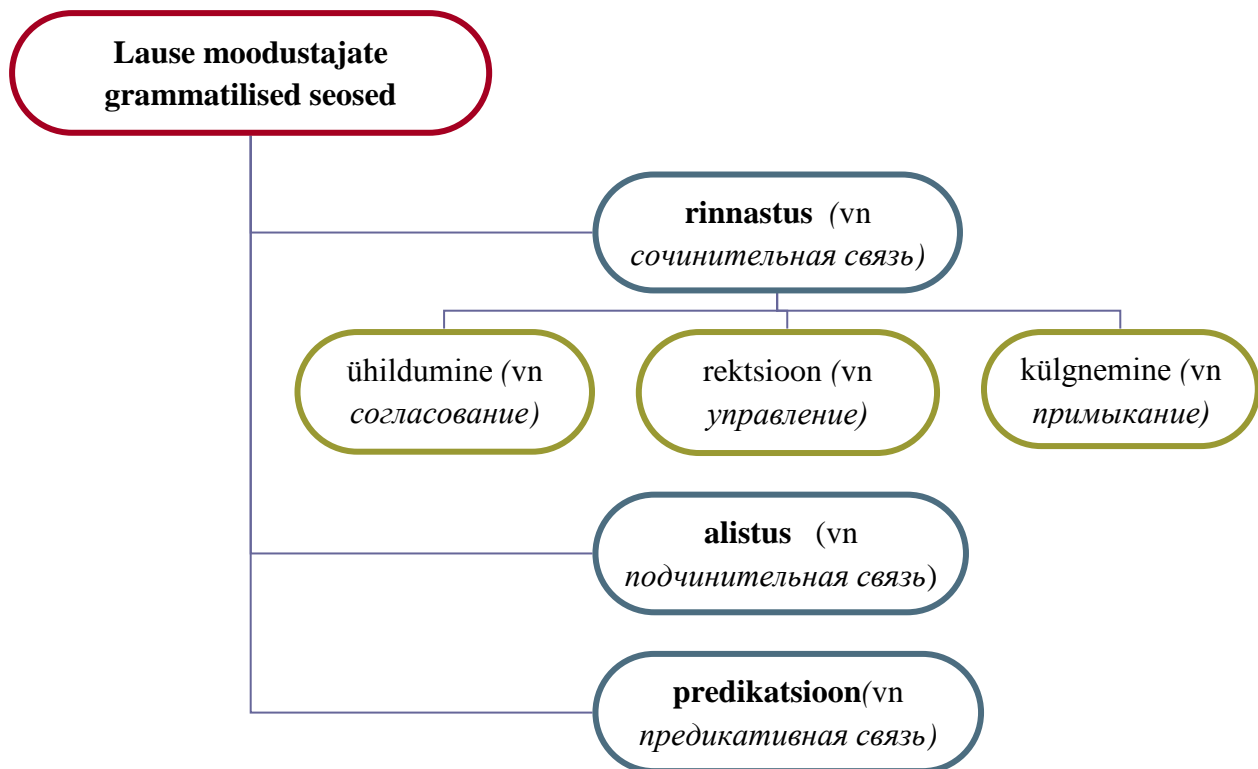 Lause moodustajate
grammatilised seosed
rinnastus (vn
сочинительная связь)
ühildumine (vn
согласование)
rektsioon (vn
управление)
külgnemine (vn
примыкание)
alistus (vn
подчинительная связь)
predikatsioon(vn
предикативная связь)